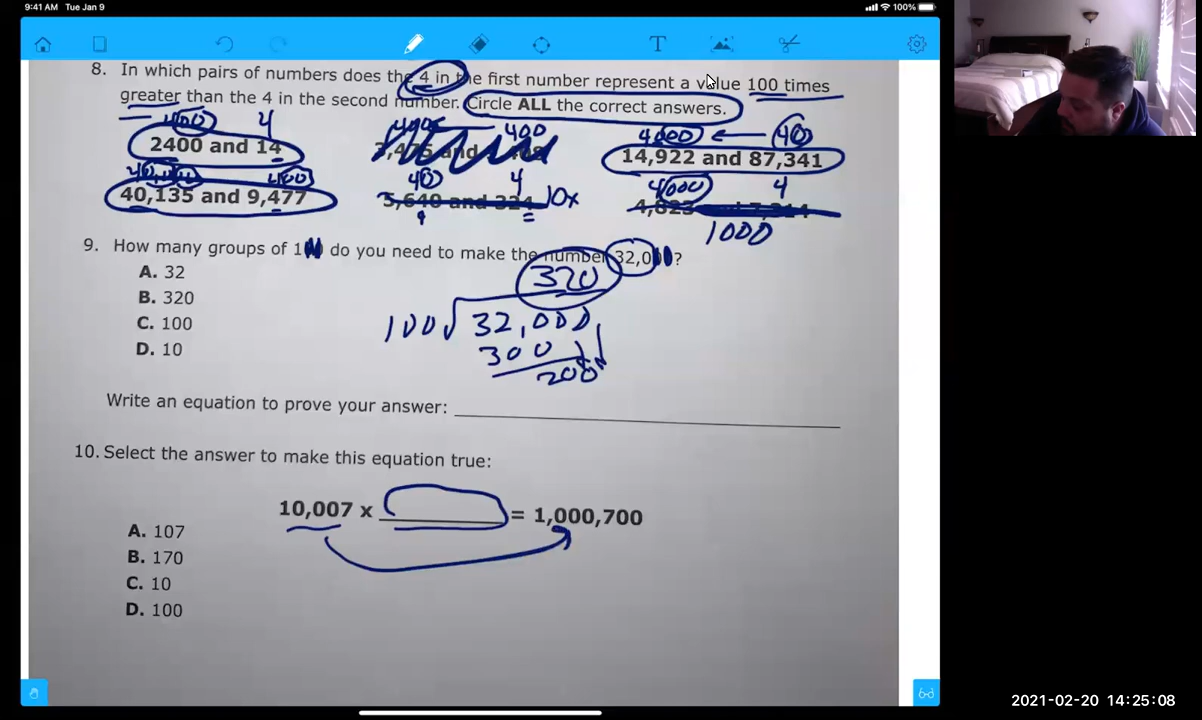 9:41 AM Tue Jan 9
100%
T
8. In which pairs of numbers does the 4 in the first number represent a value 100 times
greater than the 4 in the second number. Circle ALL the correct answers.
400 4 400 4000 400
2400 and 14 and 14,922 and 87,341
400 400 4 4000 4
40,135 and 9,477 5,640 and 324 10x 4,823
1000
9. How many groups of 1 do you need to make the number 32,0 ?
A. 32 320
B. 320
C. 100 100 32,000
D. 10 300
200
Write an equation to prove your answer:
10. Select the answer to make this equation true:
10,007 x = 1,000,700
A. 107
B. 170
C. 10
D. 100
2021-02-20 14:25:08